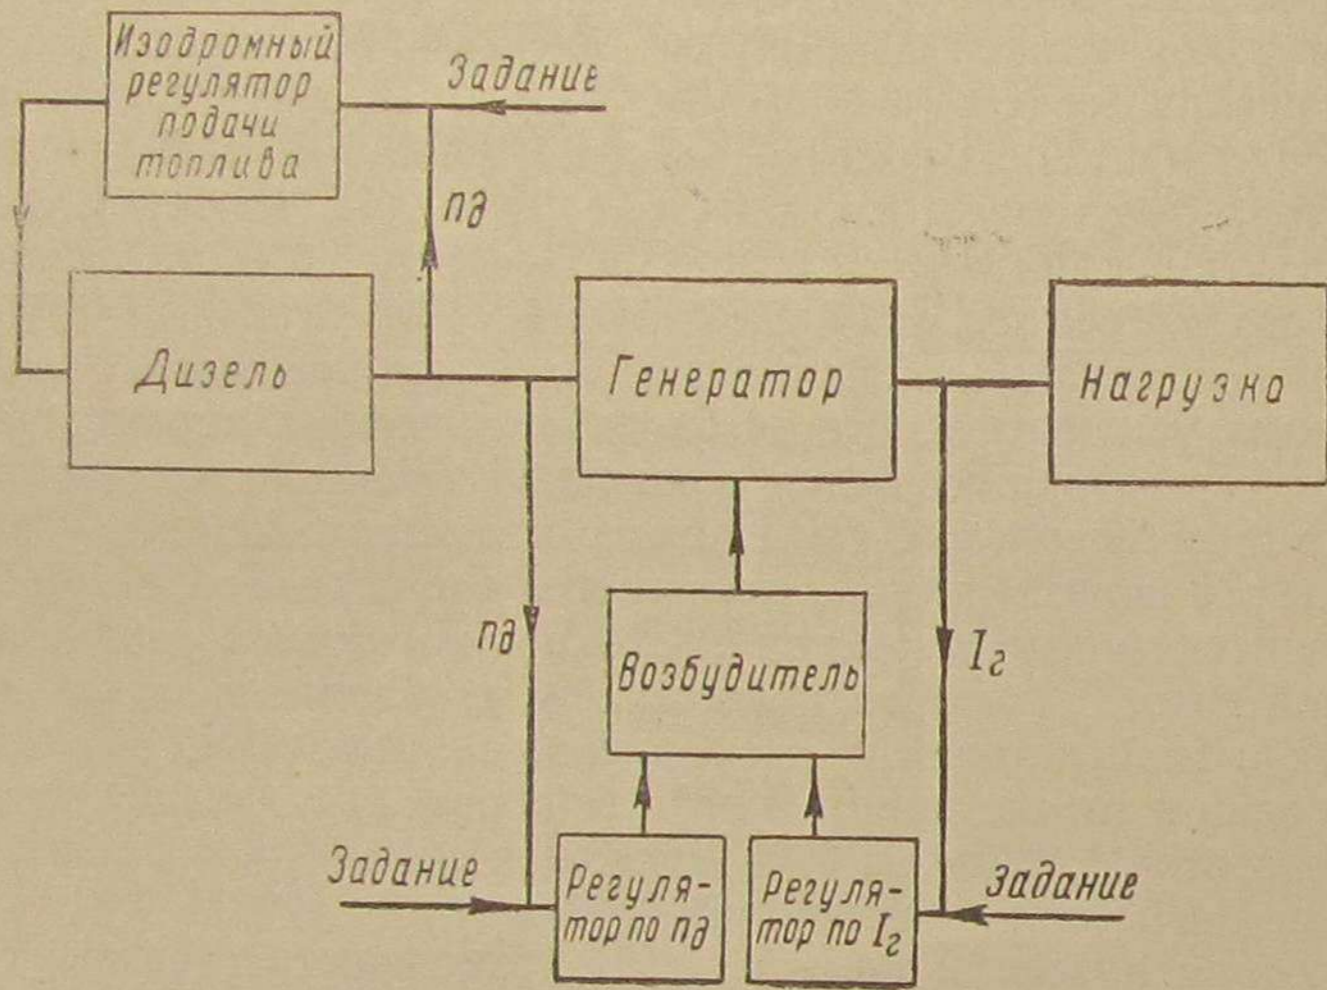 Изодромный
регулятор
подачи
топлива
Задание
nд
Дизель
Генератор
Нагрузка
nд
Возбудитель
Iг
Задание
Регуля-
тор по nд
Регуля-
тор по Iг
Задание